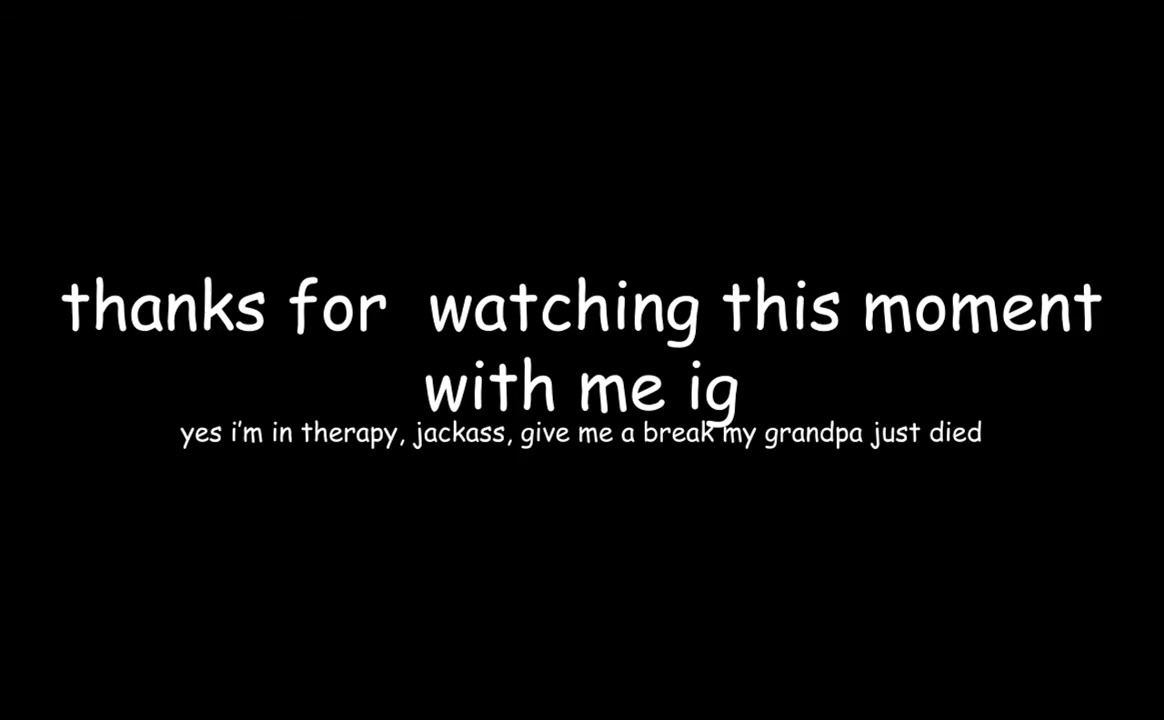 thanks for  watching this moment
with me ig
yes i'm in therapy, jackass, give me a break my grandpa just died